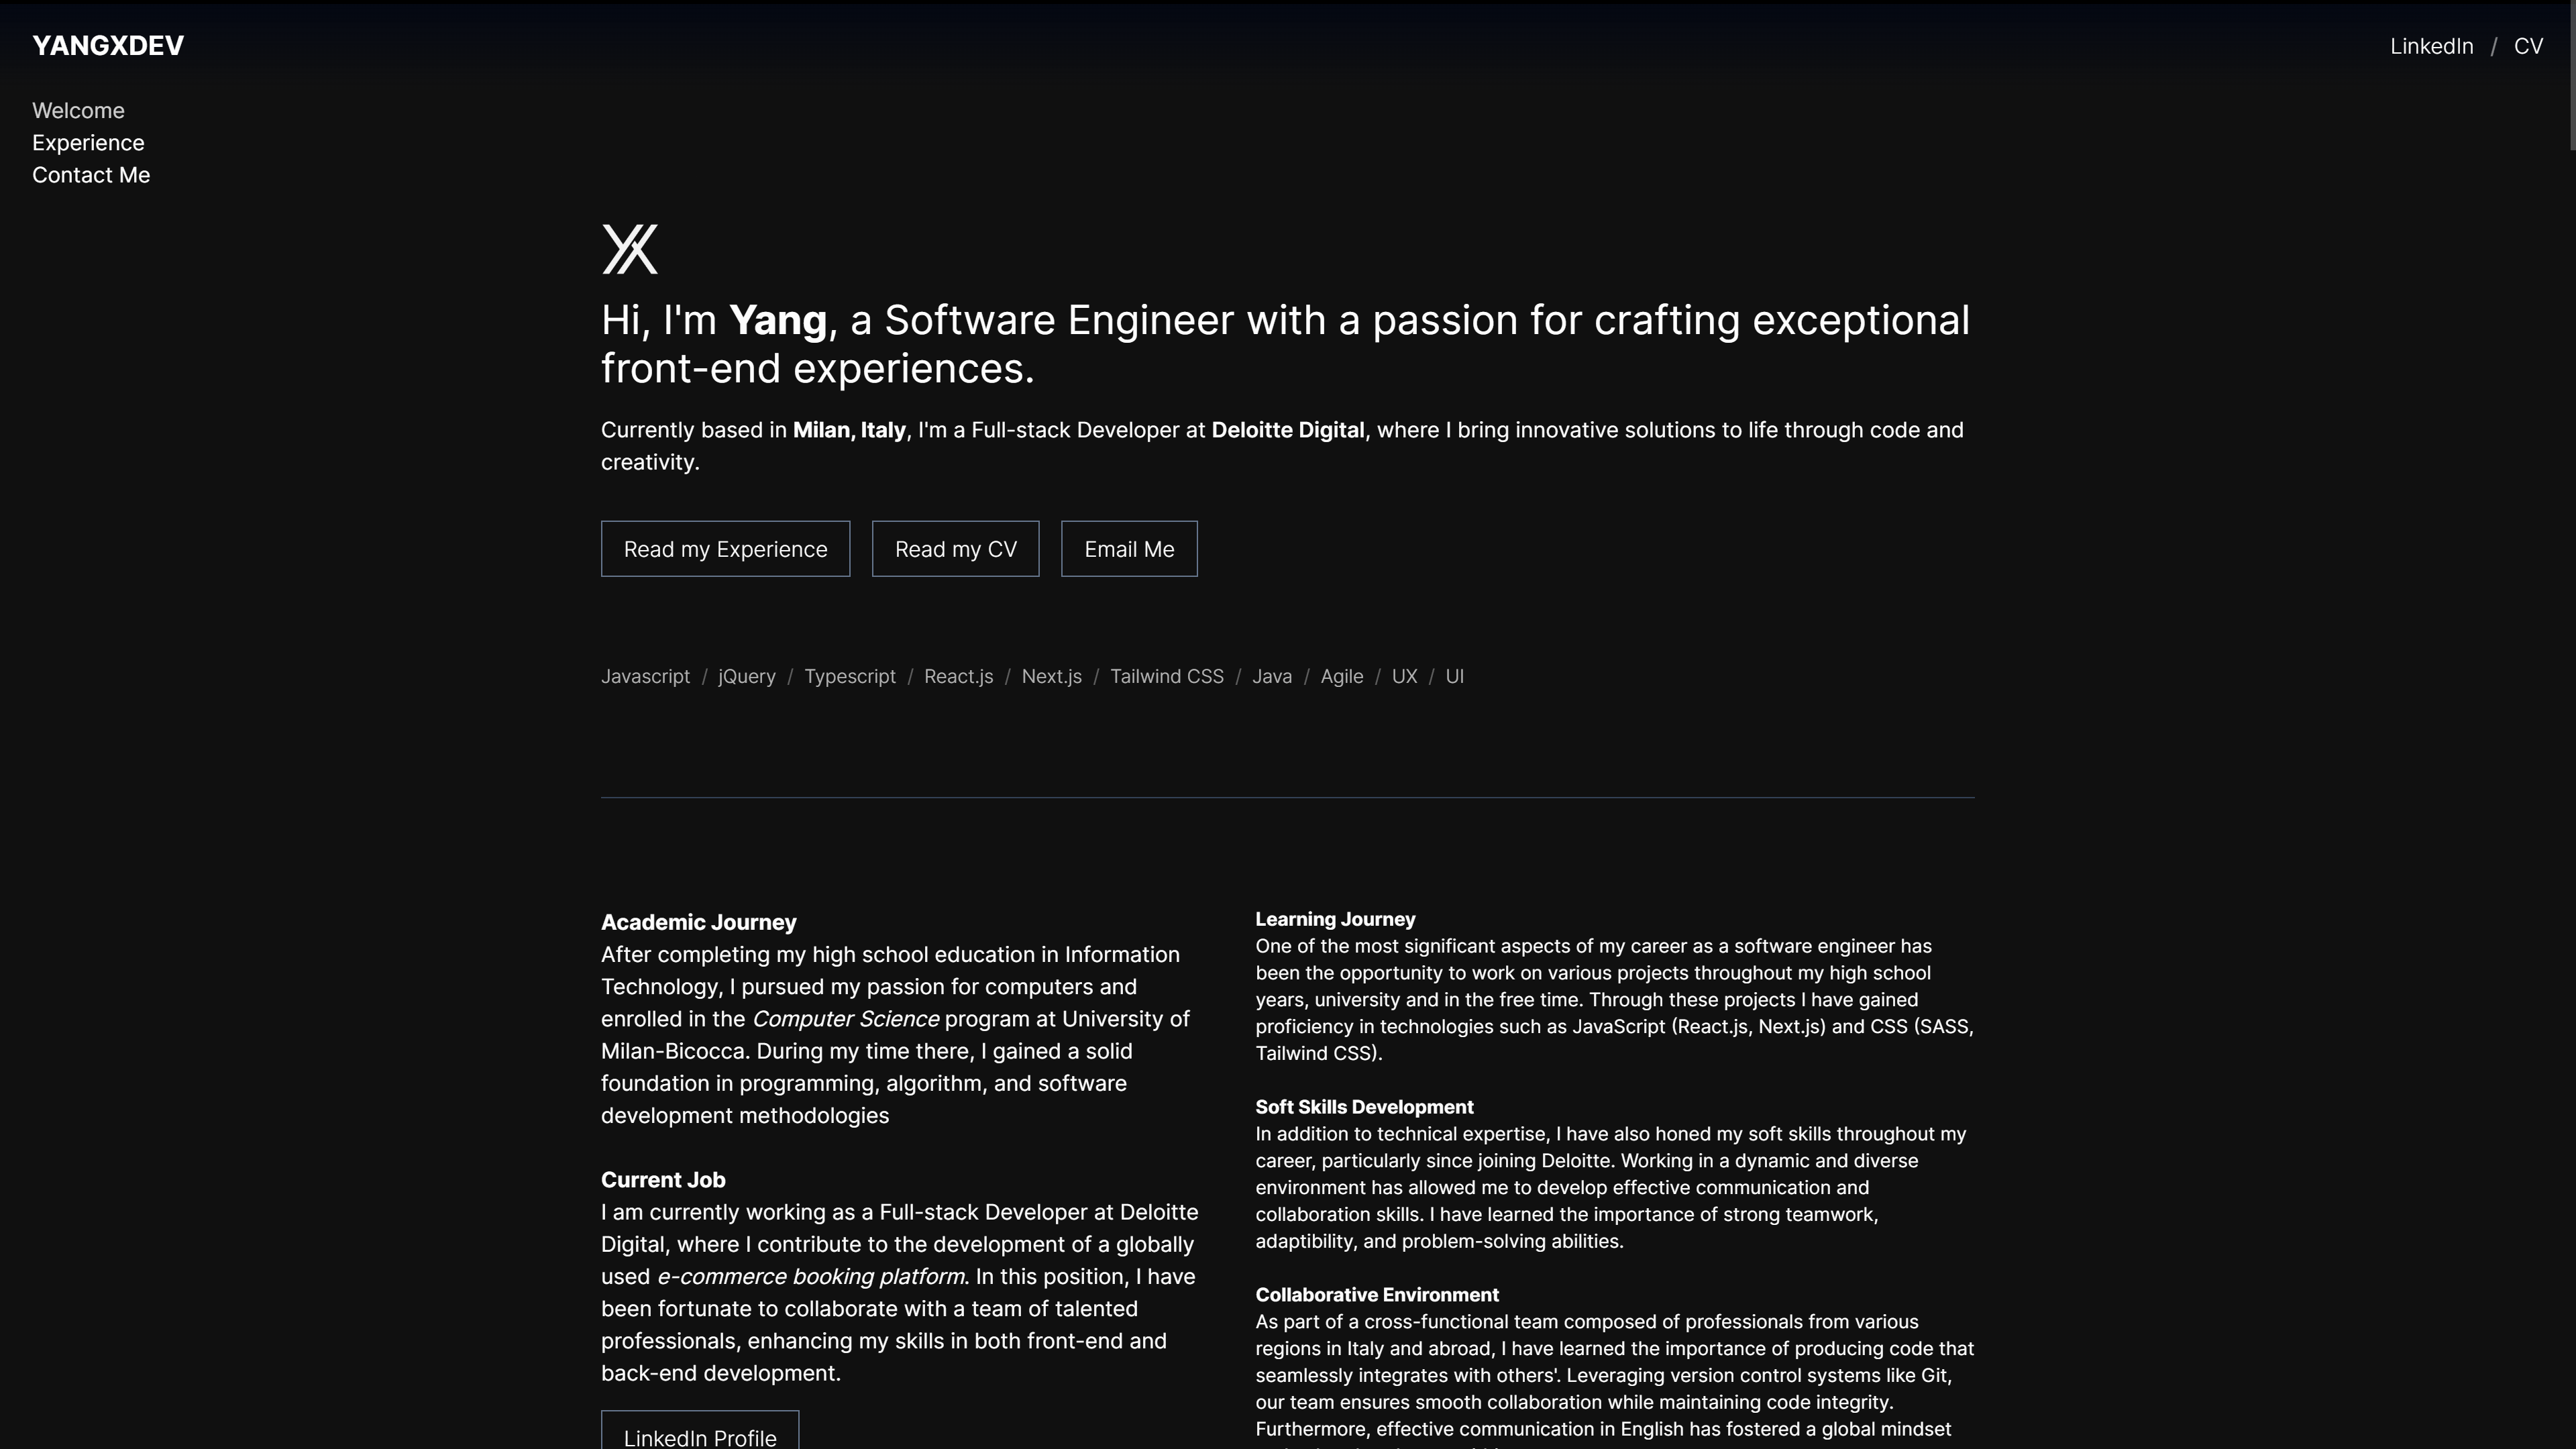 YANGXDEV
LinkedIn / CV
Welcome
Experience
Contact Me
Hi, I'm Yang, a Software Engineer with a passion for crafting exceptional
front-end experiences.
Currently based in Milan, Italy, I'm a Full-stack Developer at Deloitte Digital, where I bring innovative solutions to life through code and
creativity.
Read my Experience
Read my CV
Email Me
Javascript / jQuery / Typescript / React.js / Next.js / Tailwind CSS / Java / Agile / UX / UI
Academic Journey
After completing my high school education in Information
Technology, I pursued my passion for computers and
enrolled in the Computer Science program at University of
Milan-Bicocca. During my time there, I gained a solid
foundation in programming, algorithm, and software
development methodologies
Current Job
I am currently working as a Full-stack Developer at Deloitte
Digital, where I contribute to the development of a globally
used e-commerce booking platform. In this position, I have
been fortunate to collaborate with a team of talented
professionals, enhancing my skills in both front-end and
back-end development.
LinkedIn Profile
Learning Journey
One of the most significant aspects of my career as a software engineer has
been the opportunity to work on various projects throughout my high school
years, university and in the free time. Through these projects I have gained
proficiency in technologies such as JavaScript (React.js, Next.js) and CSS (SASS,
Tailwind CSS).
Soft Skills Development
In addition to technical expertise, I have also honed my soft skills throughout my
career, particularly since joining Deloitte. Working in a dynamic and diverse
environment has allowed me to develop effective communication and
collaboration skills. I have learned the importance of strong teamwork,
adaptibility, and problem-solving abilities.
Collaborative Environment
As part of a cross-functional team composed of professionals from various
regions in Italy and abroad, I have learned the importance of producing code that
seamlessly integrates with others'. Leveraging version control systems like Git,
our team ensures smooth collaboration while maintaining code integrity.
Furthermore, effective communication in English has fostered a global mindset